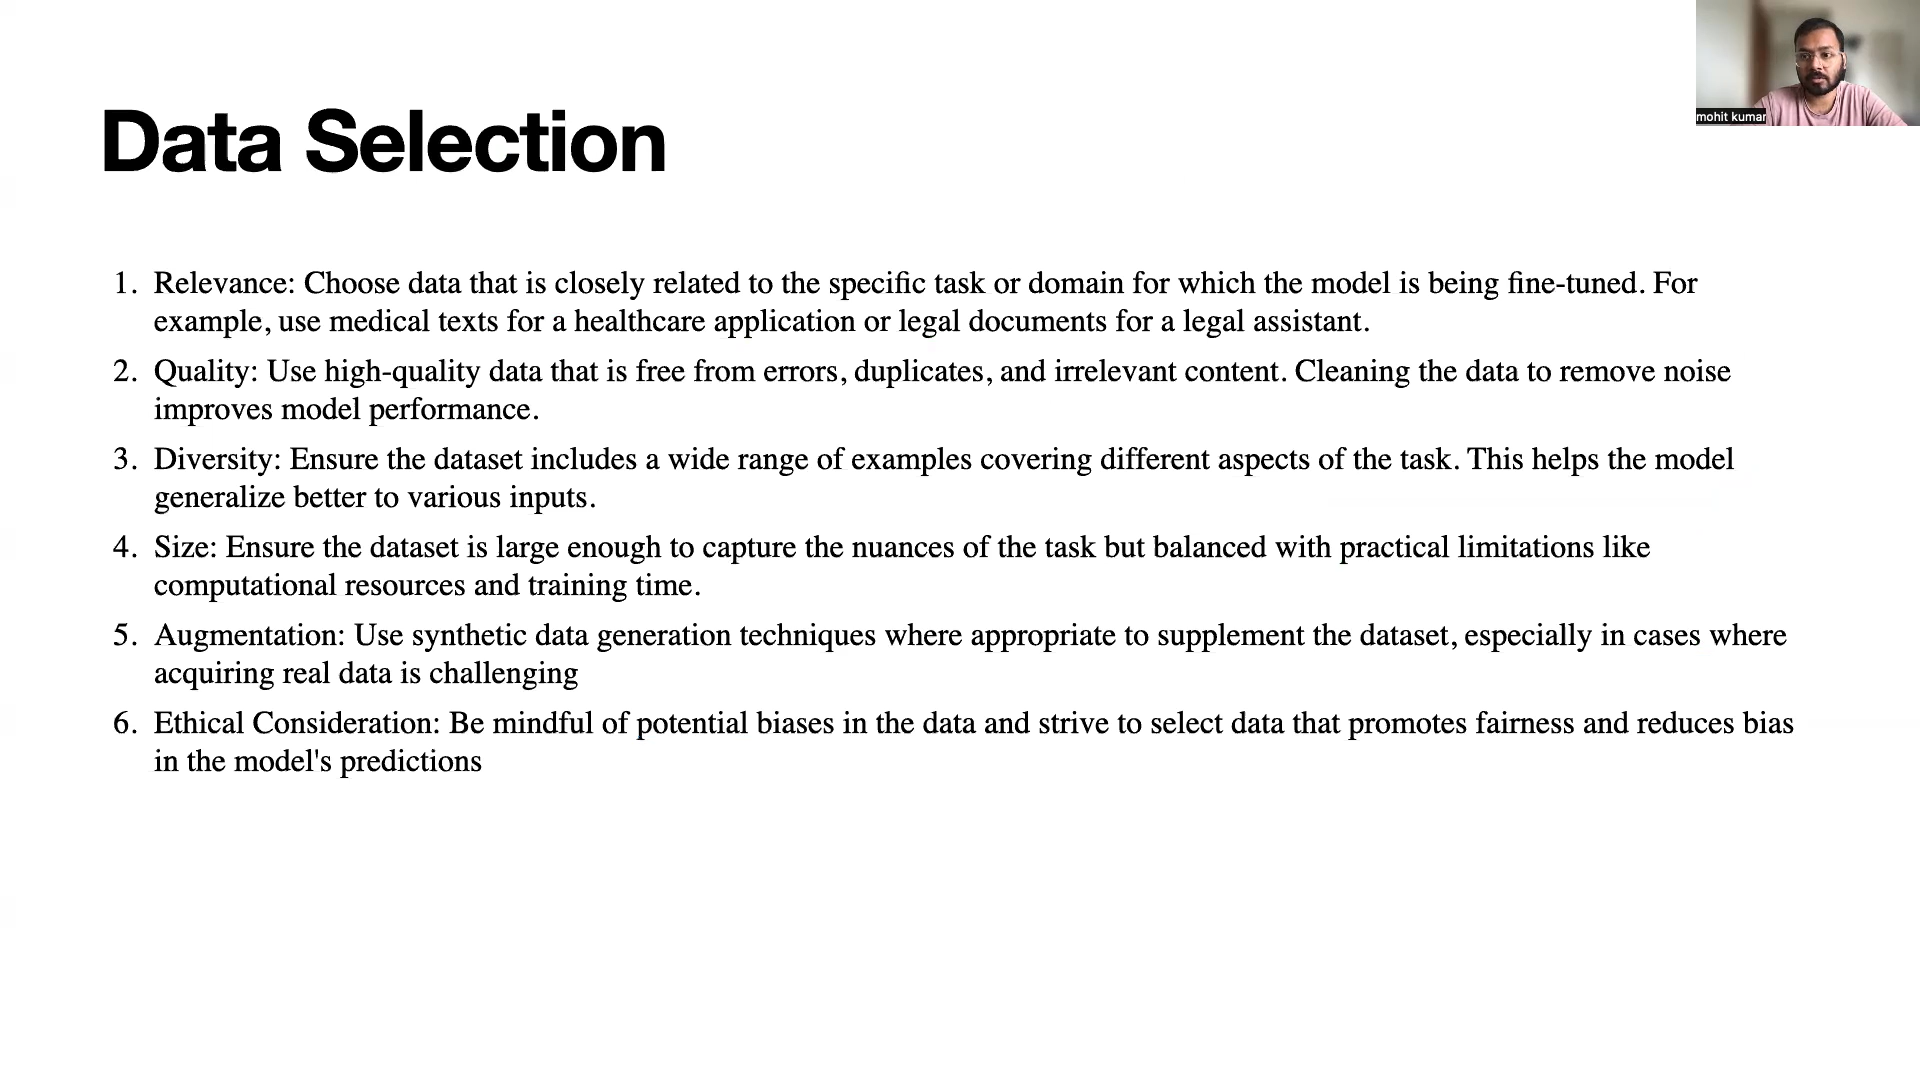 Data Selection
mohit kumar
1. Relevance: Choose data that is closely related to the specific task or domain for which the model is being fine-tuned. For
example, use medical texts for a healthcare application or legal documents for a legal assistant.
2. Quality: Use high-quality data that is free from errors, duplicates, and irrelevant content. Cleaning the data to remove noise
improves model performance.
3. Diversity: Ensure the dataset includes a wide range of examples covering different aspects of the task. This helps the model
generalize better to various inputs.
4. Size: Ensure the dataset is large enough to capture the nuances of the task but balanced with practical limitations like
computational resources and training time.
5. Augmentation: Use synthetic data generation techniques where appropriate to supplement the dataset, especially in cases where
acquiring real data is challenging
6. Ethical Consideration: Be mindful of potential biases in the data and strive to select data that promotes fairness and reduces bias
in the model's predictions